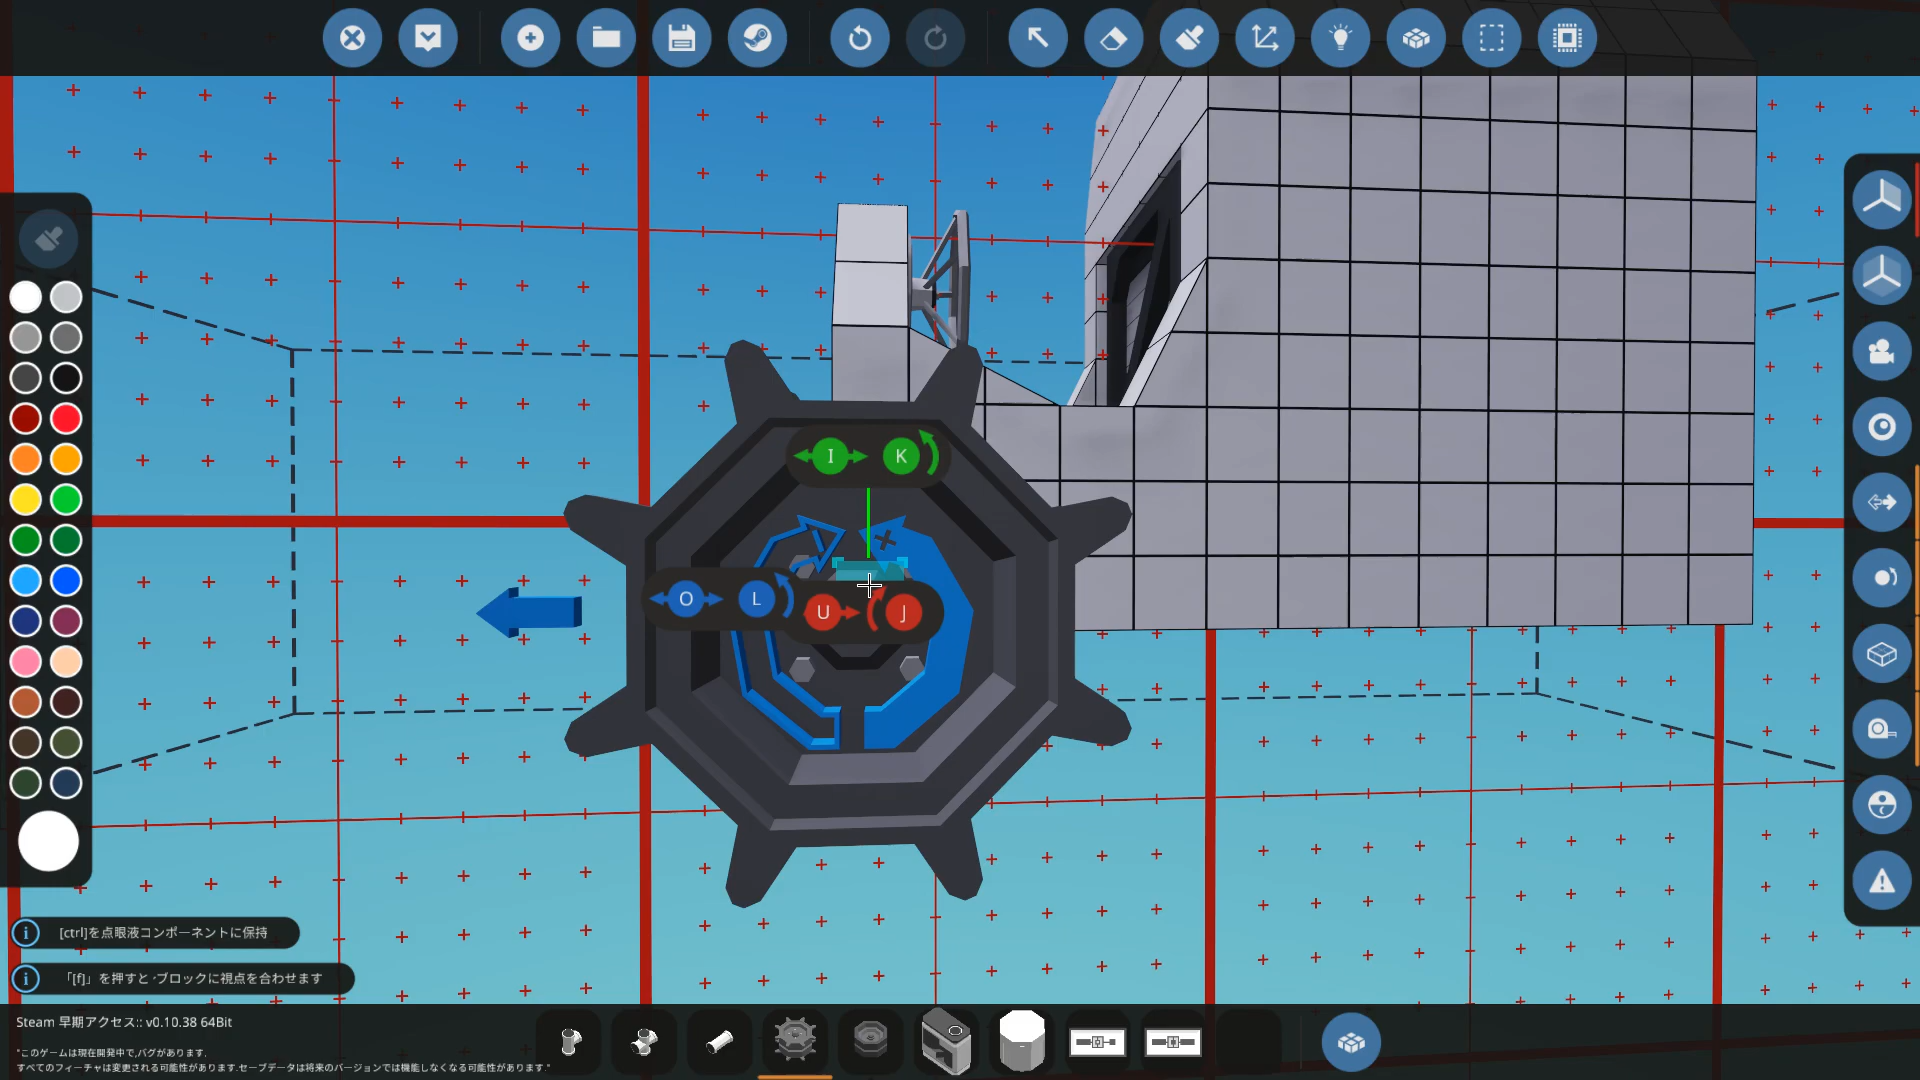 I K
O L U J
[ctrl]を点眼液コンポーネントに保持
「[f]」を押すと・ブロックに視点を合わせます
Steam 早期アクセス:: v0.10.38 64Bit
"このゲームは現在開発中で,バグがあります.
すべてのフィーチャは変更される可能性があります.セーブデータは将来のバージョンでは機能しなくなる可能性があります "